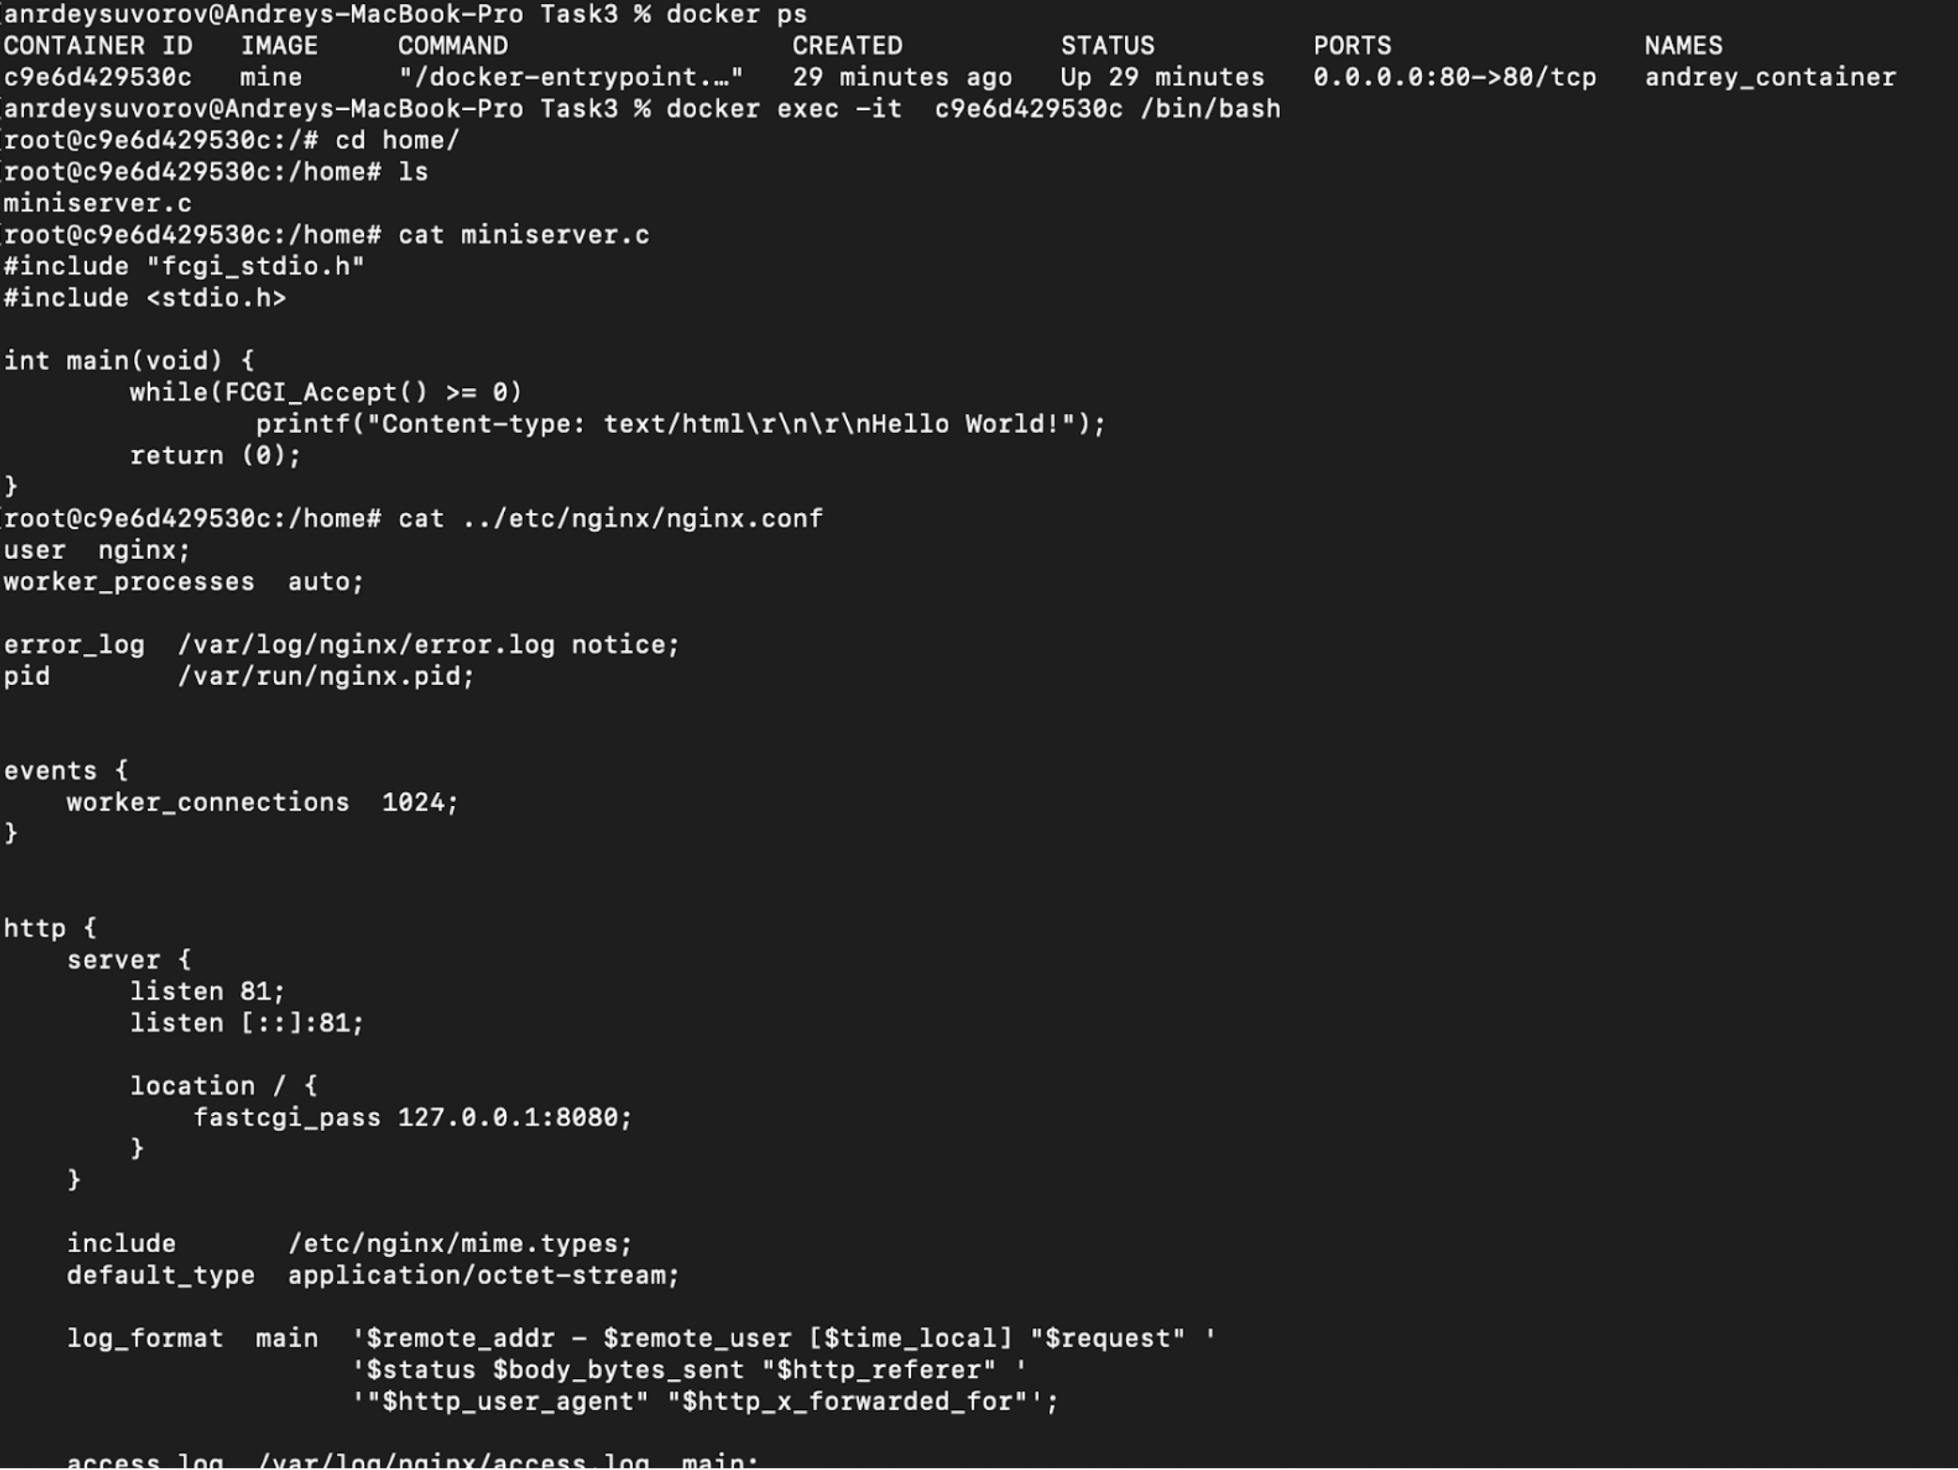 [anrdeysuvorov@Andreys-MacBook-Pro Task3 % docker ps
CONTAINER ID   IMAGE     COMMAND                  CREATED          STATUS          PORTS                NAMES
c9e6d429530c   mine      "/docker-entrypoint.…"   29 minutes ago   Up 29 minutes   0.0.0.0:80->80/tcp   andrey_container
[anrdeysuvorov@Andreys-MacBook-Pro Task3 % docker exec -it  c9e6d429530c /bin/bash
[root@c9e6d429530c:/# cd home/
[root@c9e6d429530c:/home# ls
miniserver.c
[root@c9e6d429530c:/home# cat miniserver.c
#include "fcgi_stdio.h"
#include <stdio.h>
int main(void) {
        while(FCGI_Accept() >= 0)
                printf("Content-type: text/html\r\n\r\nHello World!");
        return (0);
}
[root@c9e6d429530c:/home# cat ../etc/nginx/nginx.conf
user  nginx;
worker_processes  auto;
error_log  /var/log/nginx/error.log notice;
pid        /var/run/nginx.pid;
events {
    worker_connections  1024;
}
http {
    server {
        listen 81;
        listen [::]:81;
        location / {
            fastcgi_pass 127.0.0.1:8080;
        }
    }
    include       /etc/nginx/mime.types;
    default_type  application/octet-stream;
    log_format  main  '$remote_addr - $remote_user [$time_local] "$request" '
                      '$status $body_bytes_sent "$http_referer" '
                      '"$http_user_agent" "$http_x_forwarded_for"';
    access_log  /var/log/nginx/access.log  main;